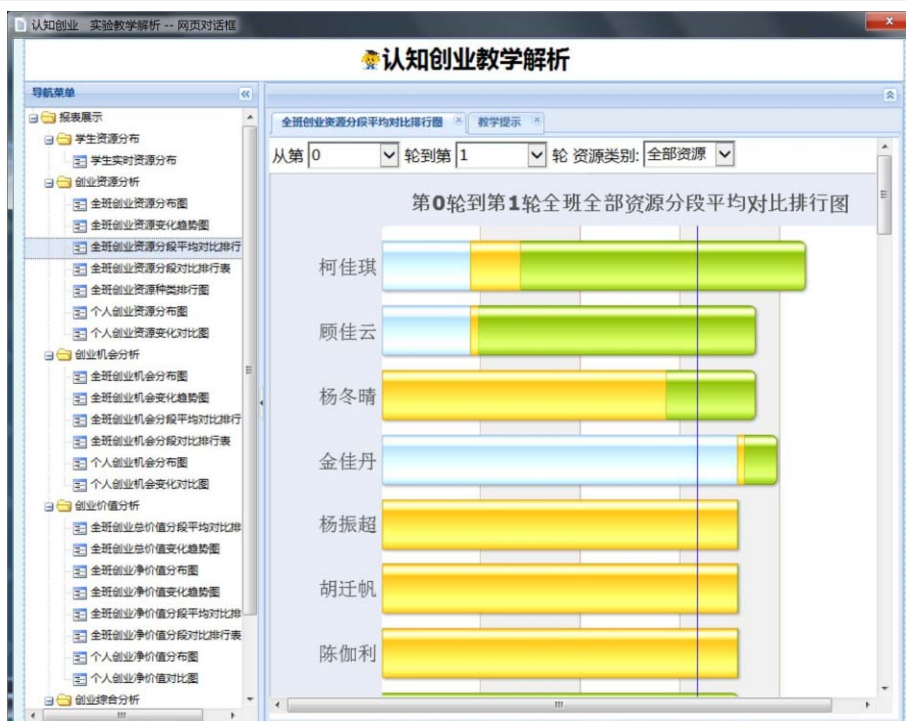 认知创业 实验教学解析 -- 网页对话框
认知创业教学解析
导航菜单
报表展示
学生资源分布
学生实时资源分布
创业资源分析
全班创业资源分布图
全班创业资源变化趋势图
全班创业资源分段平均对比排行
全班创业资源分段对比排行表
全班创业资源种类排行图
个人创业资源分布图
个人创业资源变化对比图
创业机会分析
全班创业机会分布图
全班创业机会变化趋势图
全班创业机会分段平均对比排行
全班创业机会分段对比排行表
个人创业机会分布图
个人创业机会变化对比图
创业价值分析
全班创业总价值分段平均对比排
全班创业总价值变化趋势图
全班创业净价值分布图
全班创业净价值变化趋势图
全班创业净价值分段平均对比排
全班创业净价值分段对比排行表
个人创业净价值分布图
个人创业净价值对比图
创业综合分析
全班创业资源分段平均对比排行图 教学提示
从第 0 轮到第 1 轮 资源类别: 全部资源
第0轮到第1轮全班全部资源分段平均对比排行图
柯佳琪
顾佳云
杨冬晴
金佳丹
杨振超
胡迁帆
陈伽利